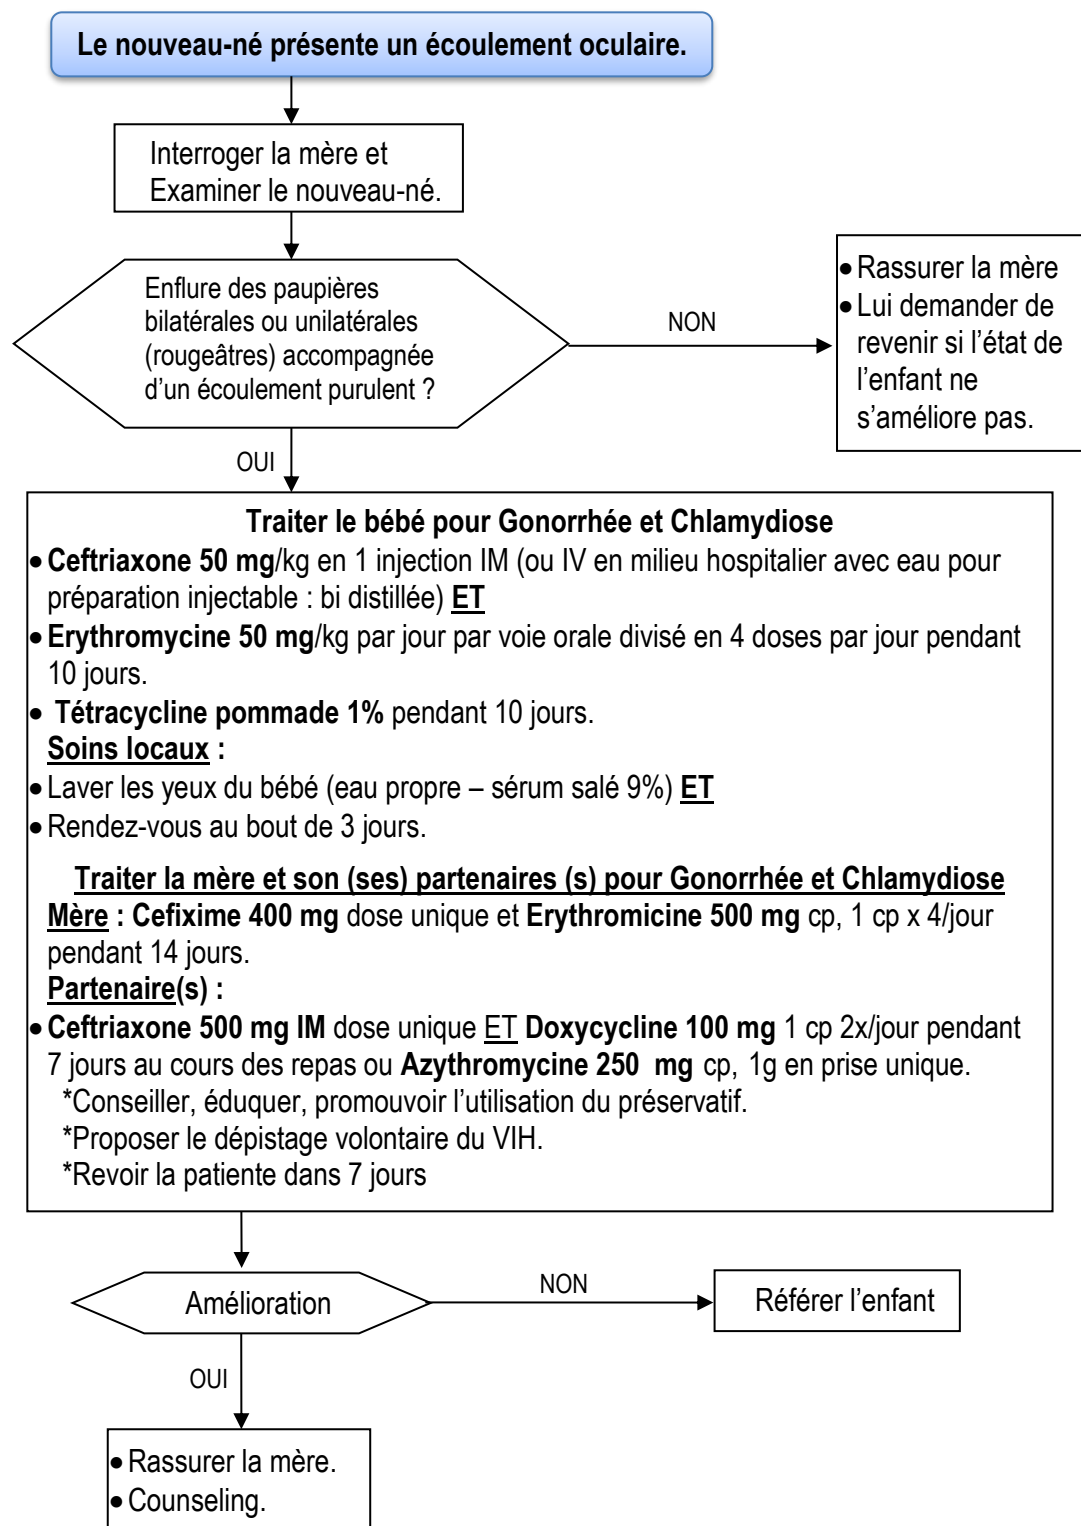 Le nouveau-né présente un écoulement oculaire.
Interroger la mère et
Examiner le nouveau-né.
Enflure des paupières
bilatérales ou unilatérales
(rougeâtres) accompagnée
d'un écoulement purulent ?
NON
• Rassurer la mère
• Lui demander de
revenir si l'état de
l'enfant ne
s'améliore pas.
OUI
Traiter le bébé pour Gonorrhée et Chlamydiose
• Ceftriaxone 50 mg/kg en 1 injection IM (ou IV en milieu hospitalier avec eau pour
préparation injectable : bi distillée) ET
• Erythromycine 50 mg/kg par jour par voie orale divisé en 4 doses par jour pendant
10 jours.
• Tétracycline pommade 1% pendant 10 jours.
Soins locaux :
• Laver les yeux du bébé (eau propre – sérum salé 9%) ET
• Rendez-vous au bout de 3 jours.
Traiter la mère et son (ses) partenaires (s) pour Gonorrhée et Chlamydiose
Mère : Cefixime 400 mg dose unique et Erythromicine 500 mg cp, 1 cp x 4/jour
pendant 14 jours.
Partenaire(s) :
• Ceftriaxone 500 mg IM dose unique ET Doxycycline 100 mg 1 cp 2x/jour pendant
7 jours au cours des repas ou Azythromycine 250 mg cp, 1g en prise unique.
*Conseiller, éduquer, promouvoir l'utilisation du préservatif.
*Proposer le dépistage volontaire du VIH.
*Revoir la patiente dans 7 jours
Amélioration
NON
Référer l'enfant
OUI
• Rassurer la mère.
• Counseling.